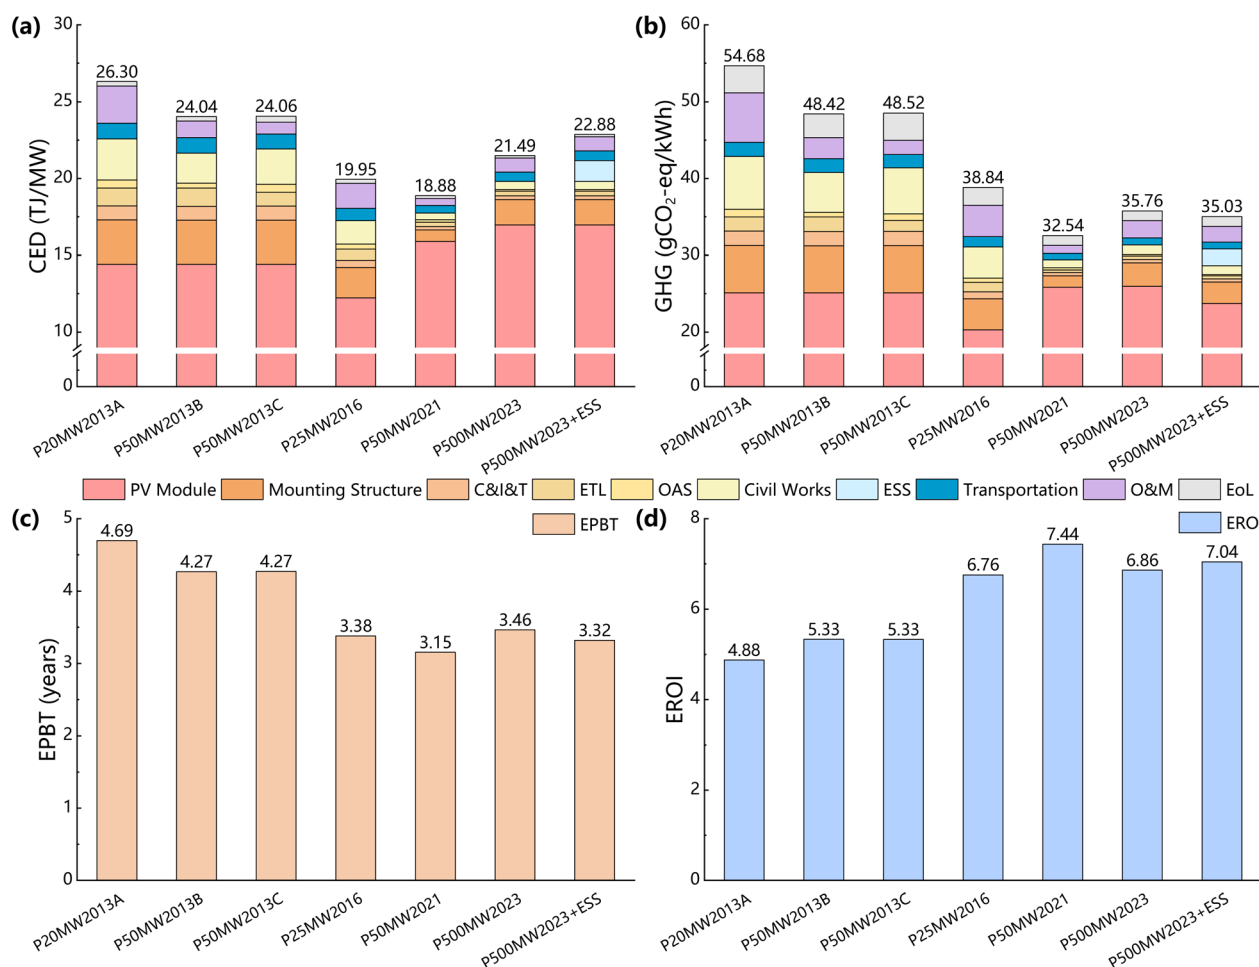 (a)
CED (TJ/MW)
30
25
20
15
10
0
26.30
24.04
24.06
19.95
18.88
21.49
22.88
P20MW2013A
P50MW2013B
P50MW2013C
P25MW2016
P50MW2021
P500MW2023
P500MW2023+ESS
(b)
GHG (gCO₂-eq/kWh)
60
50
40
30
20
0
54.68
48.42
48.52
38.84
32.54
35.76
35.03
P20MW2013A
P50MW2013B
P50MW2013C
P25MW2016
P50MW2021
P500MW2023
P500MW2023+ESS
PV Module Mounting Structure C&I&T ETL OAS Civil Works ESS Transportation O&M EoL
(c)
EPBT
EPBT (years)
5
4
3
2
1
0
4.69
4.27
4.27
3.38
3.15
3.46
3.32
P20MW2013A
P50MW2013B
P50MW2013C
P25MW2016
P50MW2021
P500MW2023
P500MW2023+ESS
(d)
ERO
EROI
8
6
4
2
0
4.88
5.33
5.33
6.76
7.44
6.86
7.04
P20MW2013A
P50MW2013B
P50MW2013C
P25MW2016
P50MW2021
P500MW2023
P500MW2023+ESS